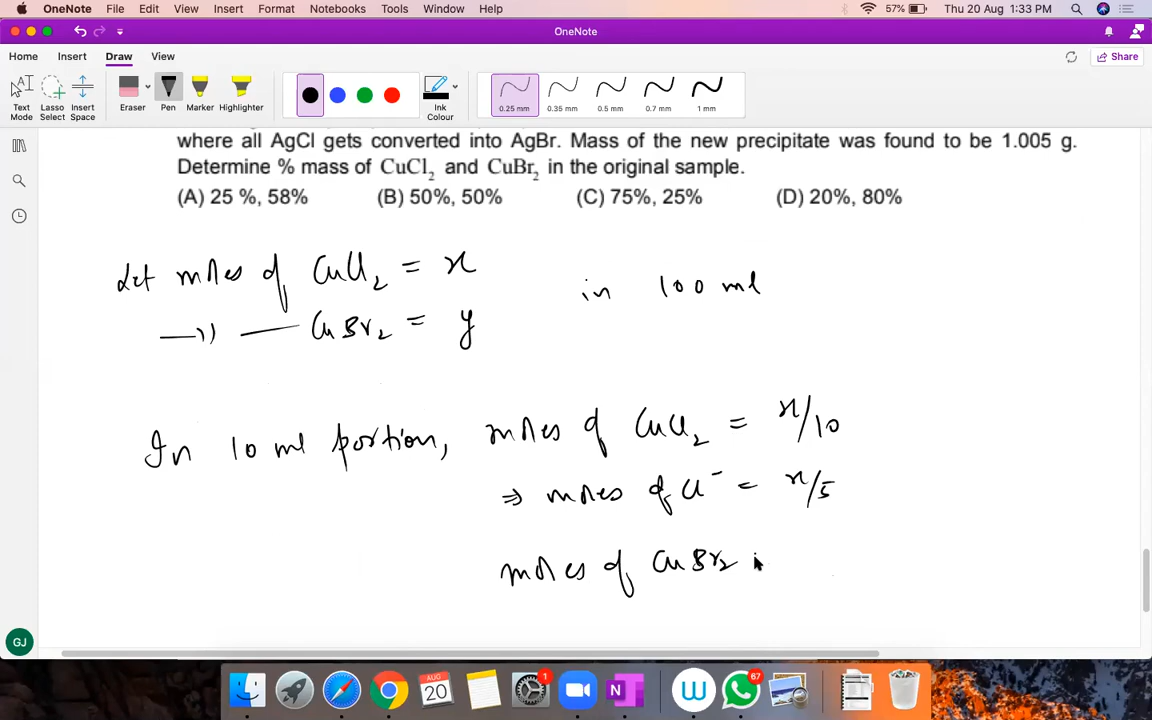 OneNote File Edit View Insert Format Notebooks Tools Window Help 57% Thu 20 Aug 1:33 PM
OneNote
Home Insert Draw View Share
Text Mode Lasso Select Insert Space Eraser Pen Marker Highlighter Ink Colour 0.25 mm 0.35 mm 0.5 mm 0.7 mm 1 mm
where all AgCl gets converted into AgBr. Mass of the new precipitate was found to be 1.005 g.
Determine % mass of CuCl₂ and CuBr₂ in the original sample.
(A) 25 %, 58% (B) 50%, 50% (C) 75%, 25% (D) 20%, 80%
Let moles of CuCl₂ = x in 100 ml
—〃— CuBr₂ = y
In 10 ml portion, moles of CuCl₂ = x/10
⇒ moles of Cl⁻ = x/5
moles of CuBr₂
GJ
AUG 20 1 67